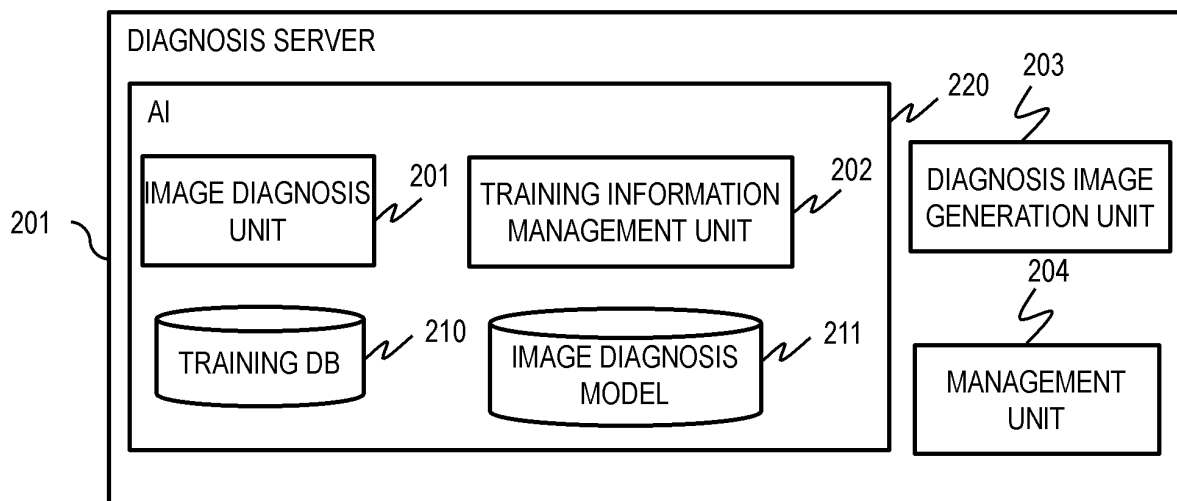 DIAGNOSIS SERVER
203
AI
220
IMAGE DIAGNOSIS
UNIT
201
TRAINING INFORMATION
MANAGEMENT UNIT
202
DIAGNOSIS IMAGE
GENERATION UNIT
201
204
TRAINING DB
210
IMAGE DIAGNOSIS
MODEL
211
MANAGEMENT
UNIT